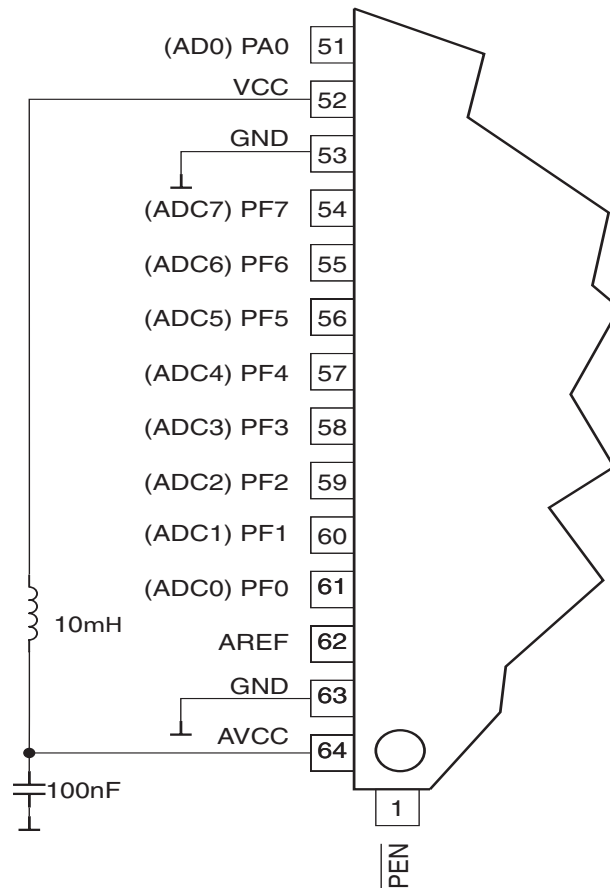 (AD0) PA0 51
VCC 52
GND 53
(ADC7) PF7 54
(ADC6) PF6 55
(ADC5) PF5 56
(ADC4) PF4 57
(ADC3) PF3 58
(ADC2) PF2 59
(ADC1) PF1 60
(ADC0) PF0 61
10mH
AREF 62
GND 63
AVCC 64
100nF
1
PEN